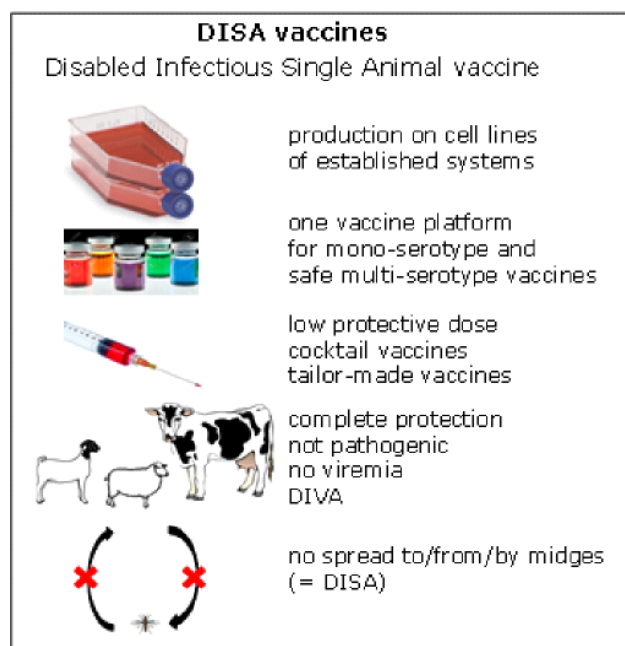 DISA vaccines
Disabled Infectious Single Animal vaccine
production on cell lines
of established systems
one vaccine platform
for mono-serotype and
safe multi-serotype vaccines
low protective dose
cocktail vaccines
tailor-made vaccines
complete protection
not pathogenic
no viremia
DIVA
no spread to/from/by midges
(= DISA)